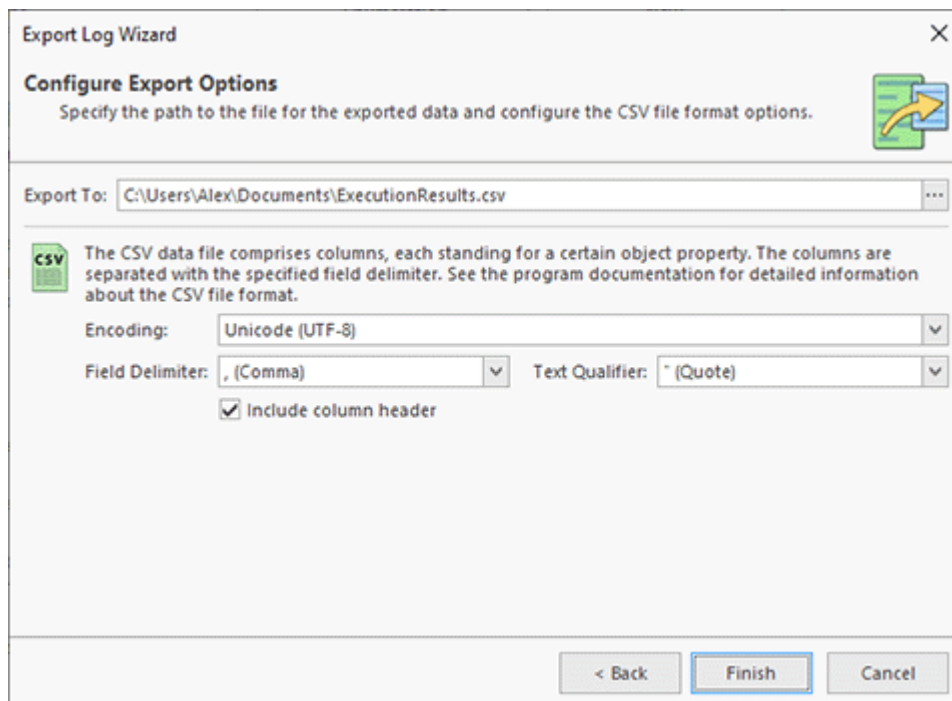 Export Log Wizard
Configure Export Options
Specify the path to the file for the exported data and configure the CSV file format options.
Export To: C:\Users\Alex\Documents\ExecutionResults.csv ...
CSV
The CSV data file comprises columns, each standing for a certain object property. The columns are
separated with the specified field delimiter. See the program documentation for detailed information
about the CSV file format.
Encoding: Unicode (UTF-8)
Field Delimiter: , (Comma) Text Qualifier: " (Quote)
Include column header
< Back Finish Cancel